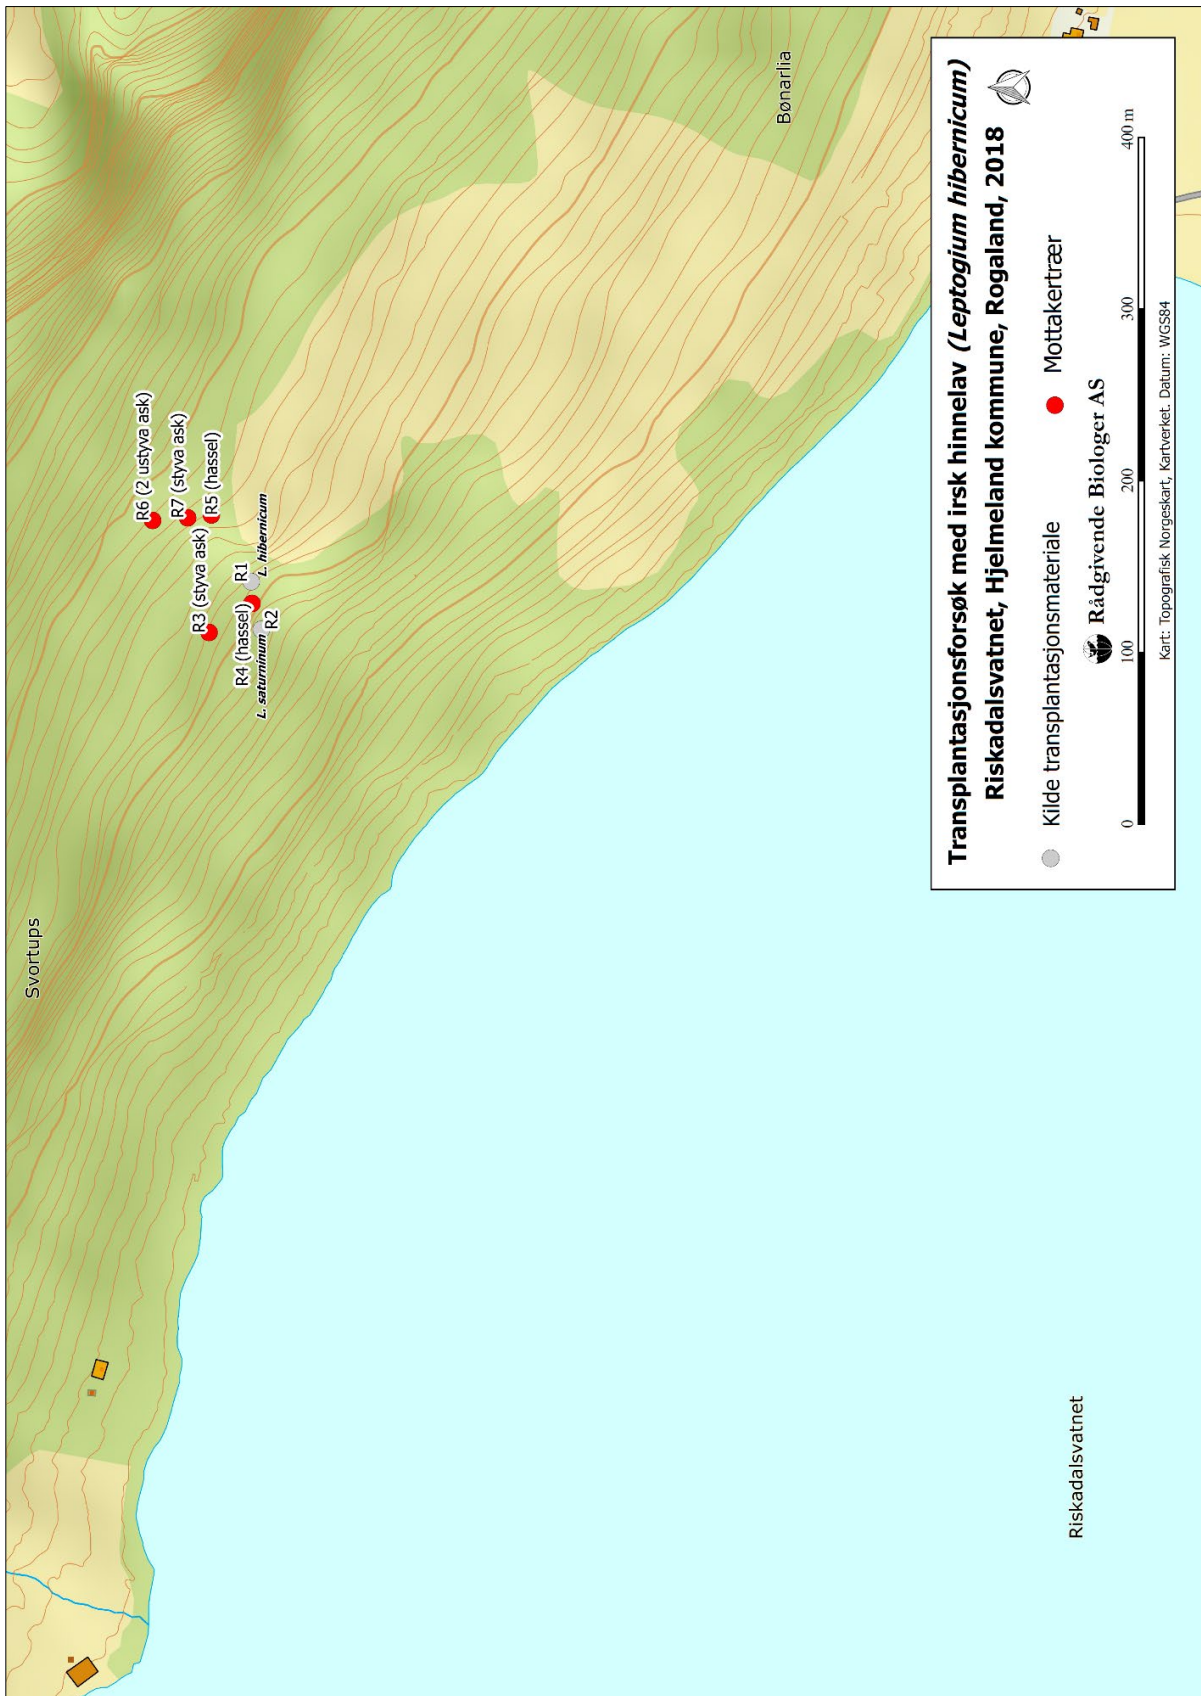 Svortups
Bønarlia
R6 (2 ustyva ask)
R7 (styva ask)
R5 (hassel)
R3 (styva ask)
R1
L. hibernicum
R4 (hassel)
L. saturninum
R2
Riskadalsvatnet
Transplantasjonsforsøk med irsk hinnelav (Leptogium hibernicum)
Riskadalsvatnet, Hjelmeland kommune, Rogaland, 2018
Kilde transplantasjonsmateriale
Mottakertrær
Rådgivende Biologer AS
0 100 200 300 400 m
Kart: Topografisk Norgeskart, Kartverket. Datum: WGS84